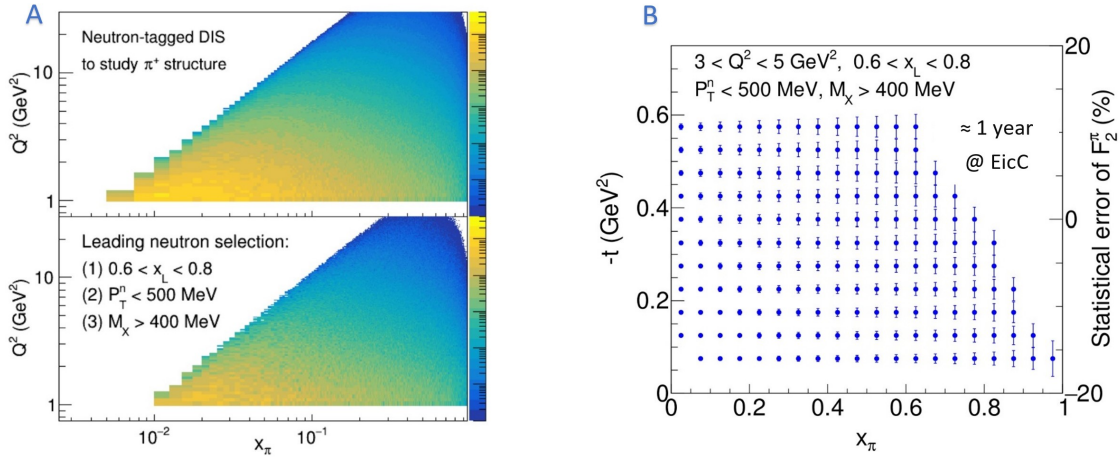 A
Neutron-tagged DIS
to study π⁺ structure
Q² (GeV²)
10
1
Leading neutron selection:
(1) 0.6 < x_L < 0.8
(2) P_T^n < 500 MeV
(3) M_X > 400 MeV
Q² (GeV²)
10
1
10⁻² 10⁻¹
x_π
B
3 < Q² < 5 GeV², 0.6 < x_L < 0.8
P_T^n < 500 MeV, M_X > 400 MeV
≈ 1 year
@ EicC
-t (GeV²)
0.6
0.4
0.2
0
0 0.2 0.4 0.6 0.8 1
x_π
20
0
−20
Statistical error of F_2^π (%)